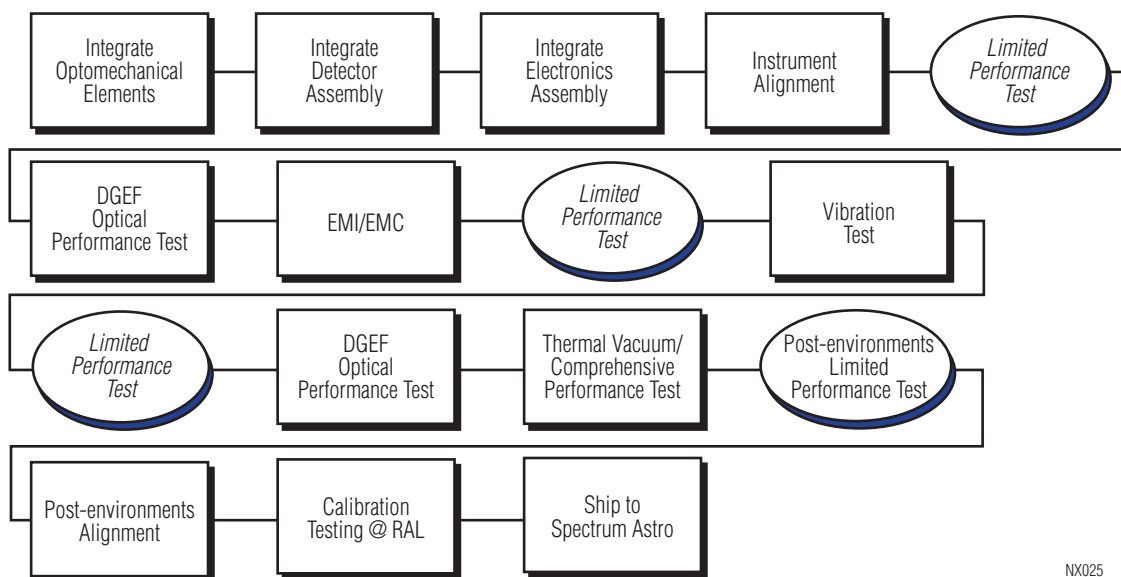 Integrate
Optomechanical
Elements
Integrate
Detector
Assembly
Integrate
Electronics
Assembly
Instrument
Alignment
Limited
Performance
Test
DGEF
Optical
Performance Test
EMI/EMC
Limited
Performance
Test
Vibration
Test
Limited
Performance
Test
DGEF
Optical
Performance Test
Thermal Vacuum/
Comprehensive
Performance Test
Post-environments
Limited
Performance Test
Post-environments
Alignment
Calibration
Testing @ RAL
Ship to
Spectrum Astro
NX025